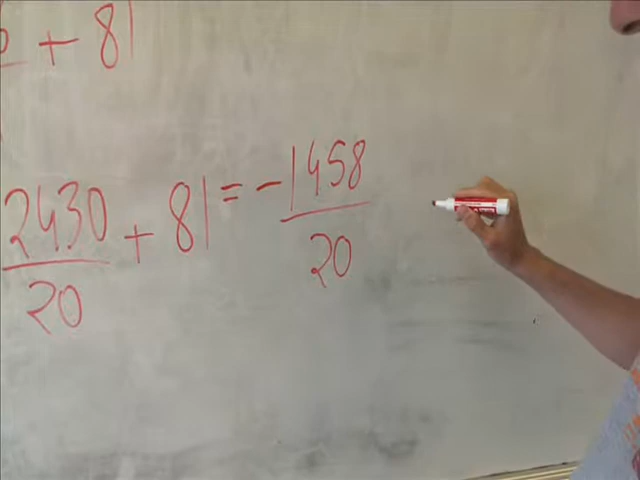 + 81
2430/20 + 81| = -1458/20